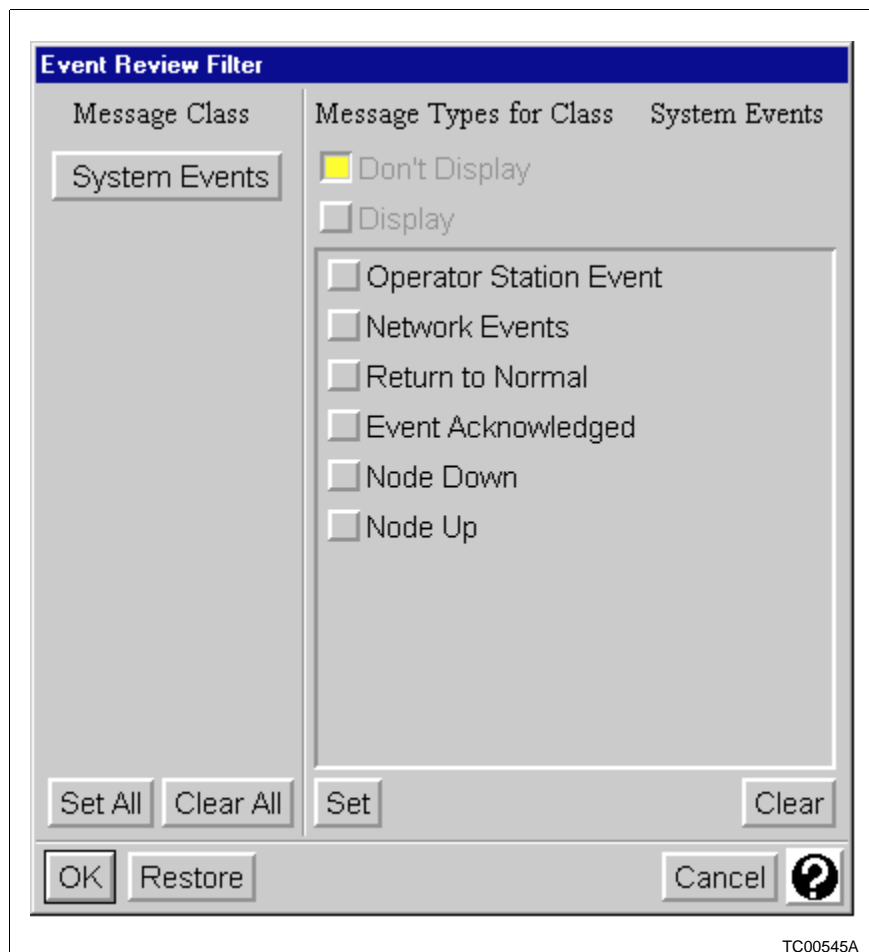 Event Review Filter
Message Class
Message Types for Class System Events
System Events
Don't Display
Display
Operator Station Event
Network Events
Return to Normal
Event Acknowledged
Node Down
Node Up
Set All Clear All Set Clear
OK Restore Cancel ?
TC00545A